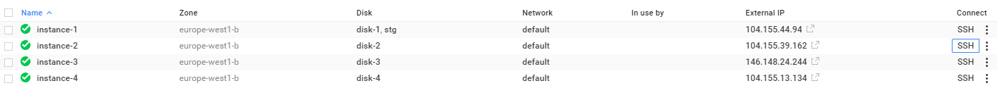 Name Zone Disk Network In use by External IP Connect
instance-1 europe-west1-b disk-1, stg default 104.155.44.94 SSH
instance-2 europe-west1-b disk-2 default 104.155.39.162 SSH
instance-3 europe-west1-b disk-3 default 146.148.24.244 SSH
instance-4 europe-west1-b disk-4 default 104.155.13.134 SSH